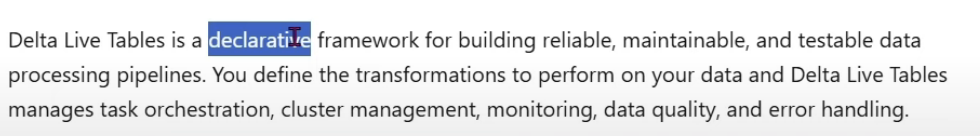 Delta Live Tables is a declarative framework for building reliable, maintainable, and testable data
processing pipelines. You define the transformations to perform on your data and Delta Live Tables
manages task orchestration, cluster management, monitoring, data quality, and error handling.